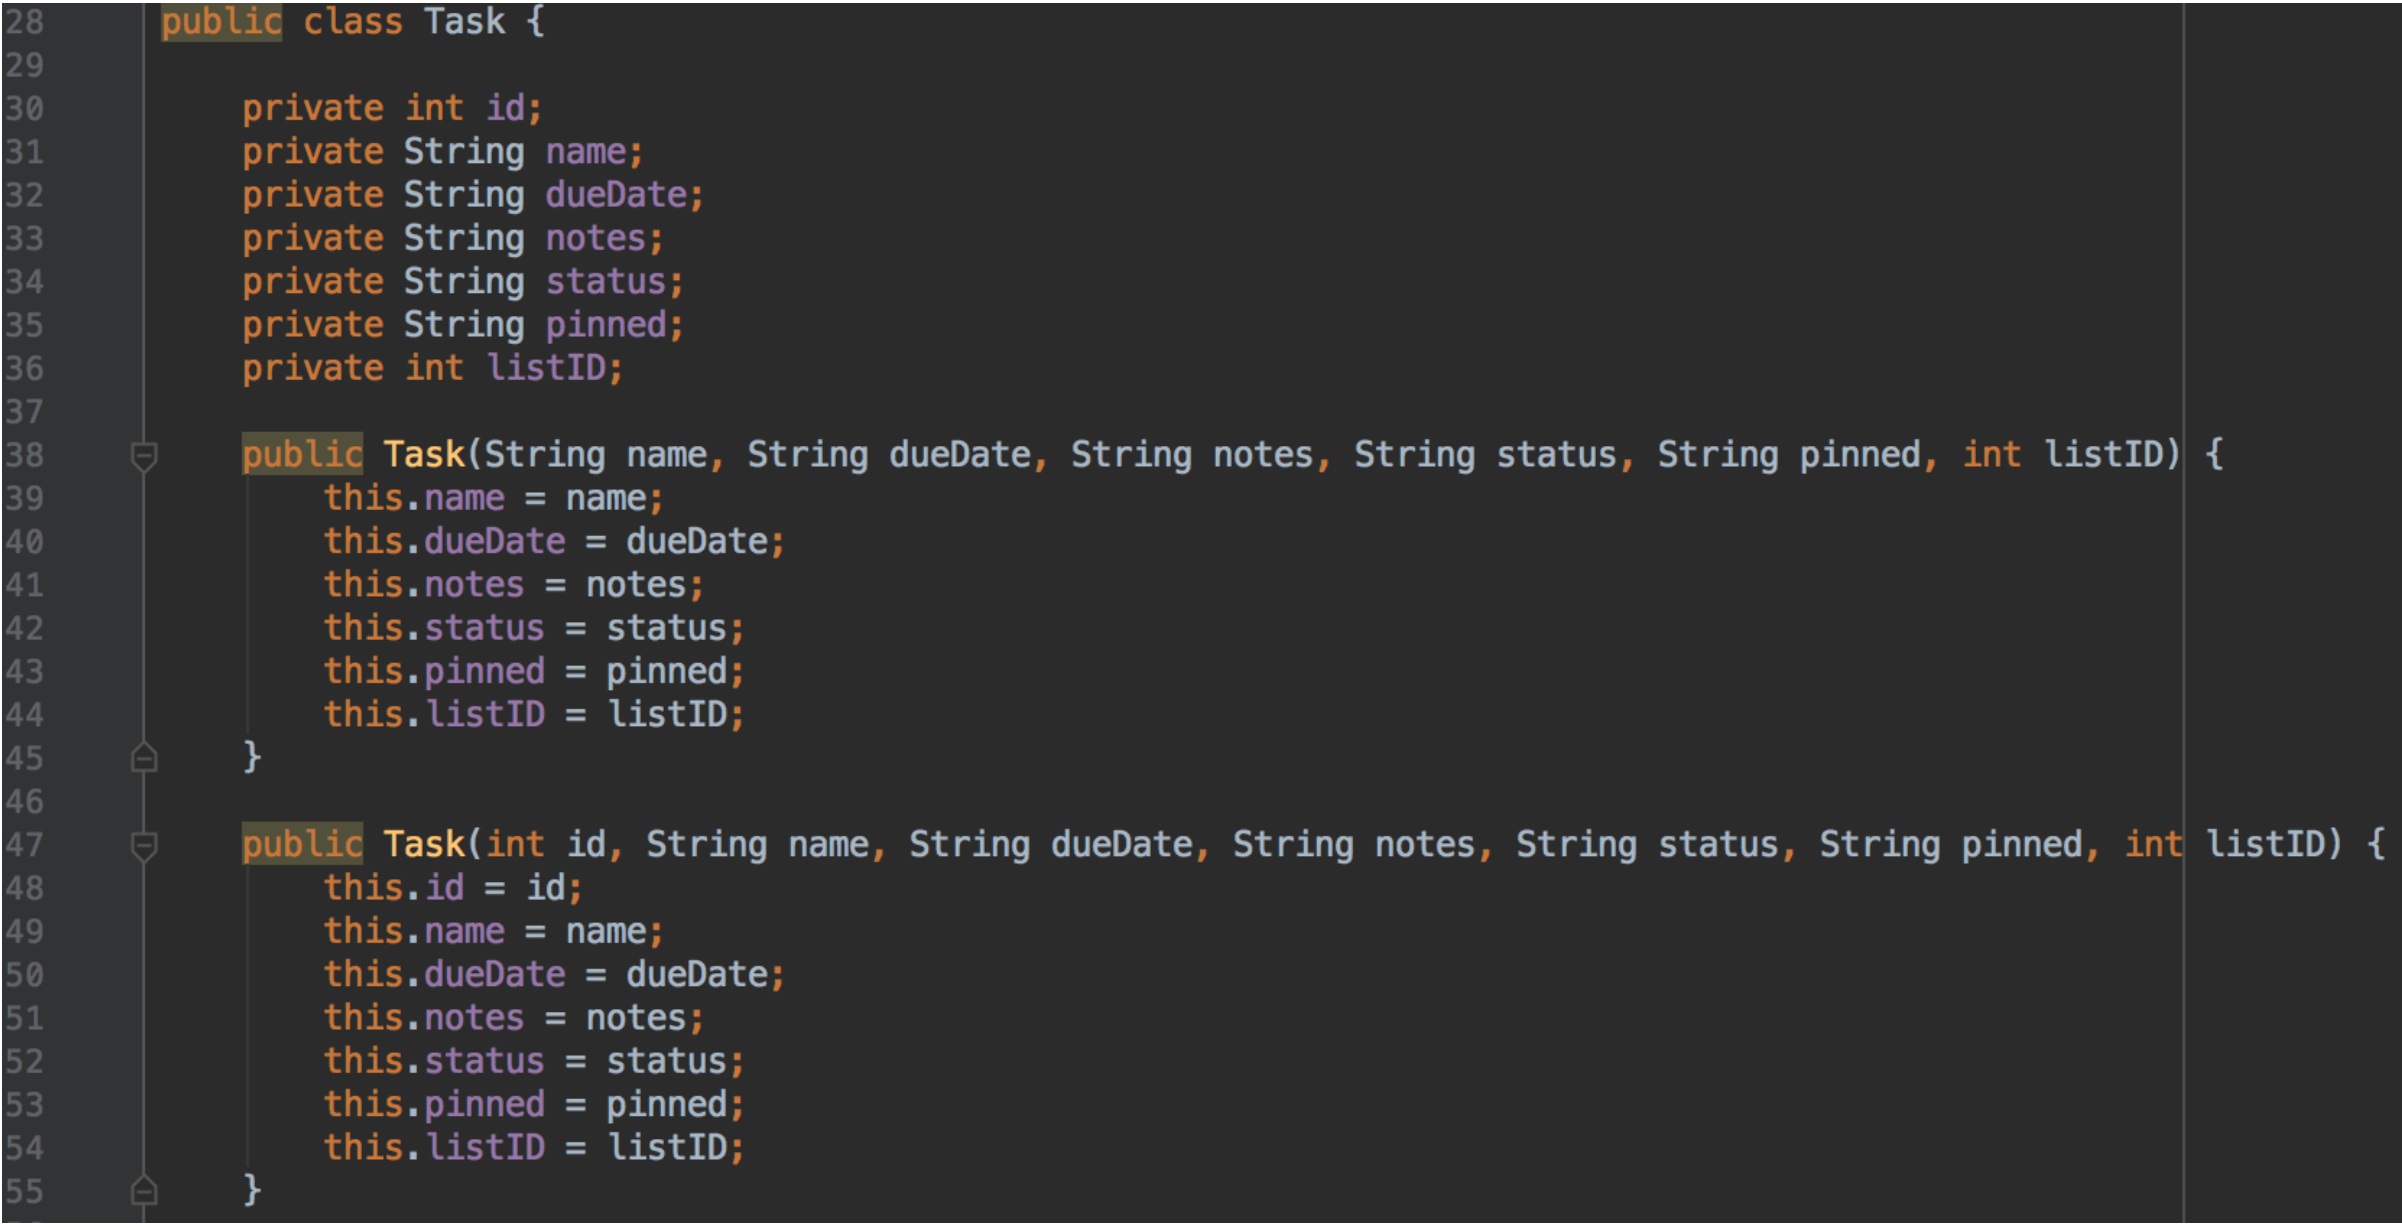 28 public class Task {
29
30 private int id;
31 private String name;
32 private String dueDate;
33 private String notes;
34 private String status;
35 private String pinned;
36 private int listID;
37
38 public Task(String name, String dueDate, String notes, String status, String pinned, int listID) {
39 this.name = name;
40 this.dueDate = dueDate;
41 this.notes = notes;
42 this.status = status;
43 this.pinned = pinned;
44 this.listID = listID;
45 }
46
47 public Task(int id, String name, String dueDate, String notes, String status, String pinned, int listID) {
48 this.id = id;
49 this.name = name;
50 this.dueDate = dueDate;
51 this.notes = notes;
52 this.status = status;
53 this.pinned = pinned;
54 this.listID = listID;
55 }